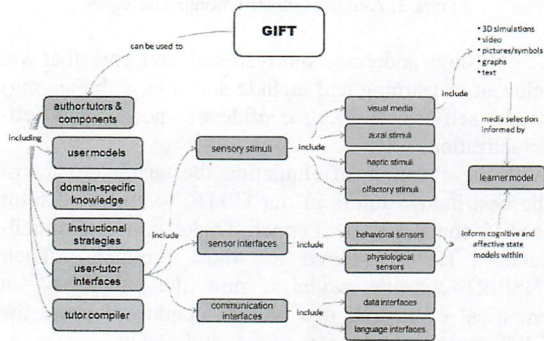 GIFT
can be used to
author tutors &
components
including
user models
domain-specific
knowledge
instructional
strategies
user-tutor
interfaces
tutor compiler
include
sensory stimuli
include
visual media
aural stimuli
haptic stimuli
olfactory stimuli
include
• 3D simulations
• video
• pictures/symbols
• graphs
• text
media selection
informed by
learner model
sensor interfaces
include
behavioral sensors
physiological
sensors
inform cognitive and
affective state
models within
communication
interfaces
include
data interfaces
language interfaces